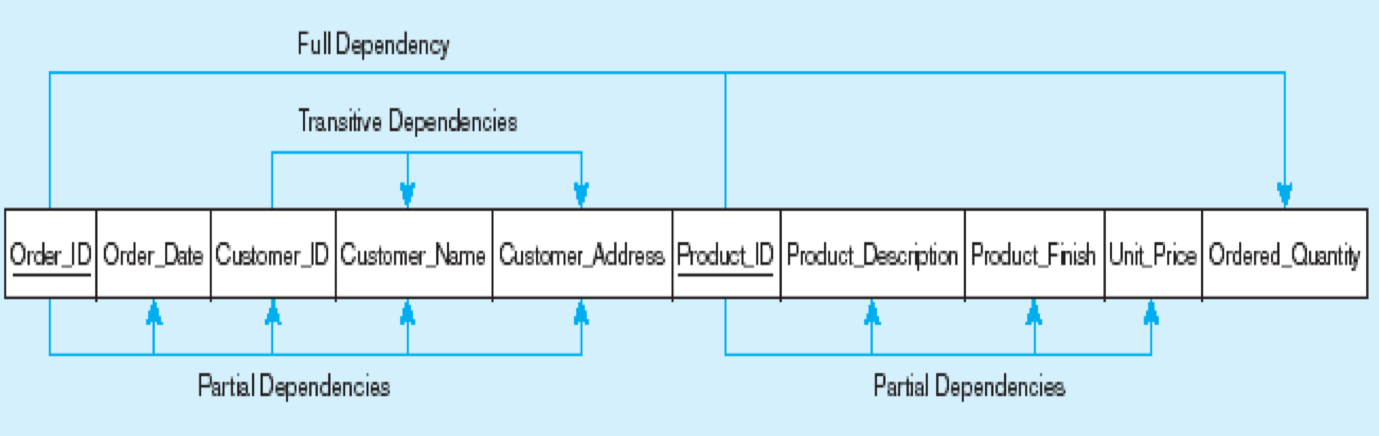 Full Dependency
Transitive Dependencies
Order_ID Order_Date Customer_ID Customer_Name Customer_Address Product_ID Product_Description Product_Finish Unit_Price Ordered_Quantity
Partial Dependencies Partial Dependencies